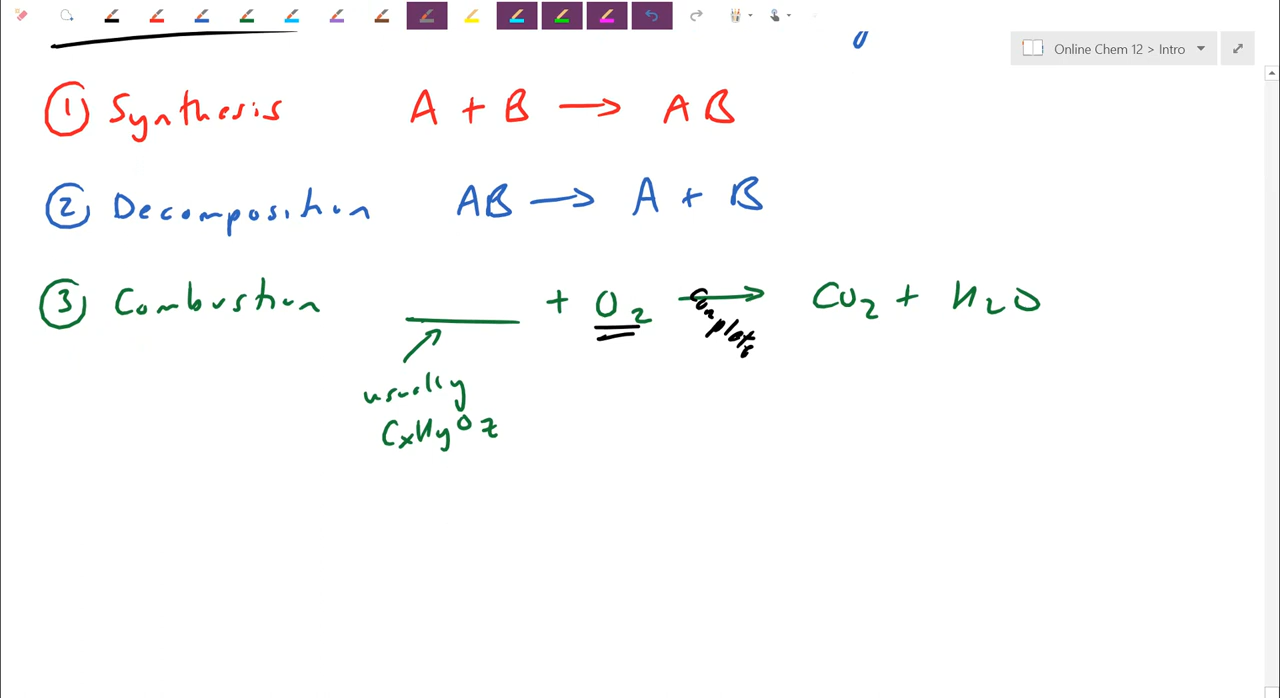 Online Chem 12 > Intro
① Synthesis A + B → AB
② Decomposition AB → A + B
③ Combustion ___ + O₂ → CO₂ + H₂O
complete
usually
CxHyOz